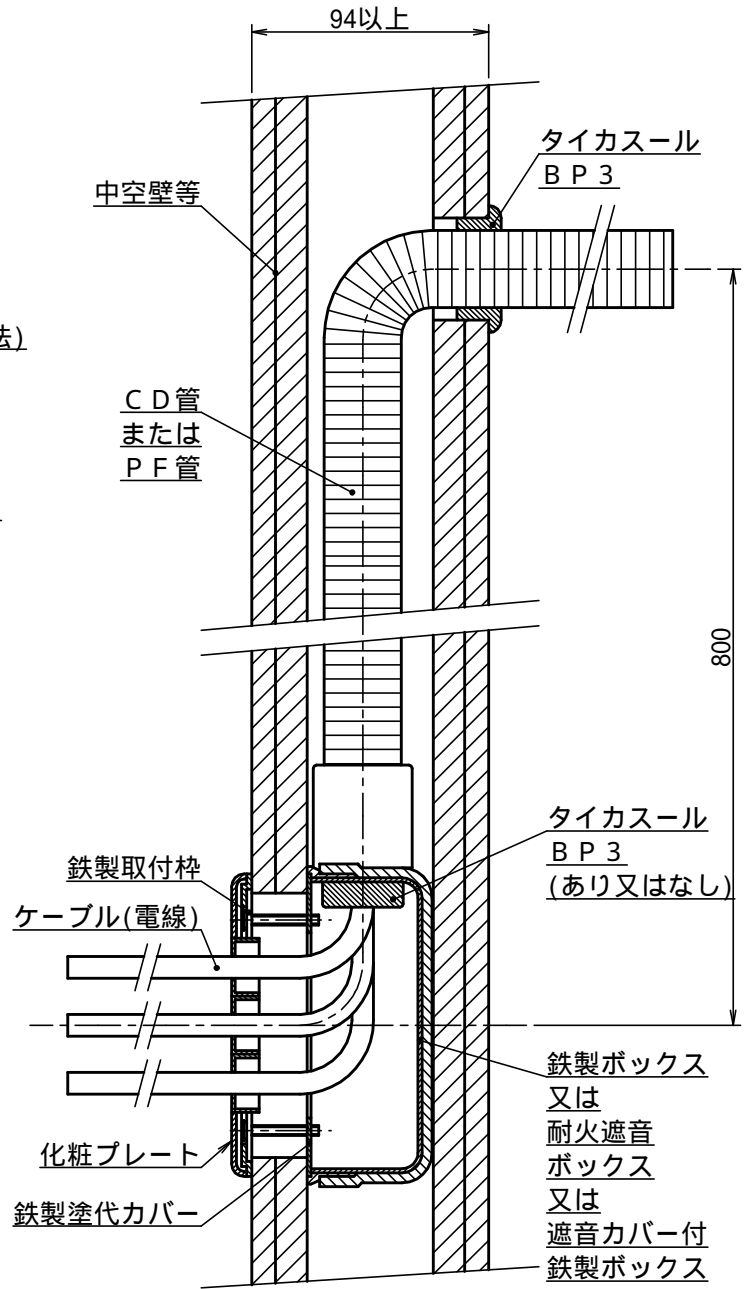 94以上
タイカスール
ＢＰ３
中空壁等
法)
ＣＤ管
または
ＰＦ管
800
タイカスール
ＢＰ３
(あり又はなし)
鉄製取付枠
ケーブル(電線)
鉄製ボックス
又は
耐火遮音
ボックス
又は
遮音カバー付
鉄製ボックス
化粧プレート
鉄製塗代カバー